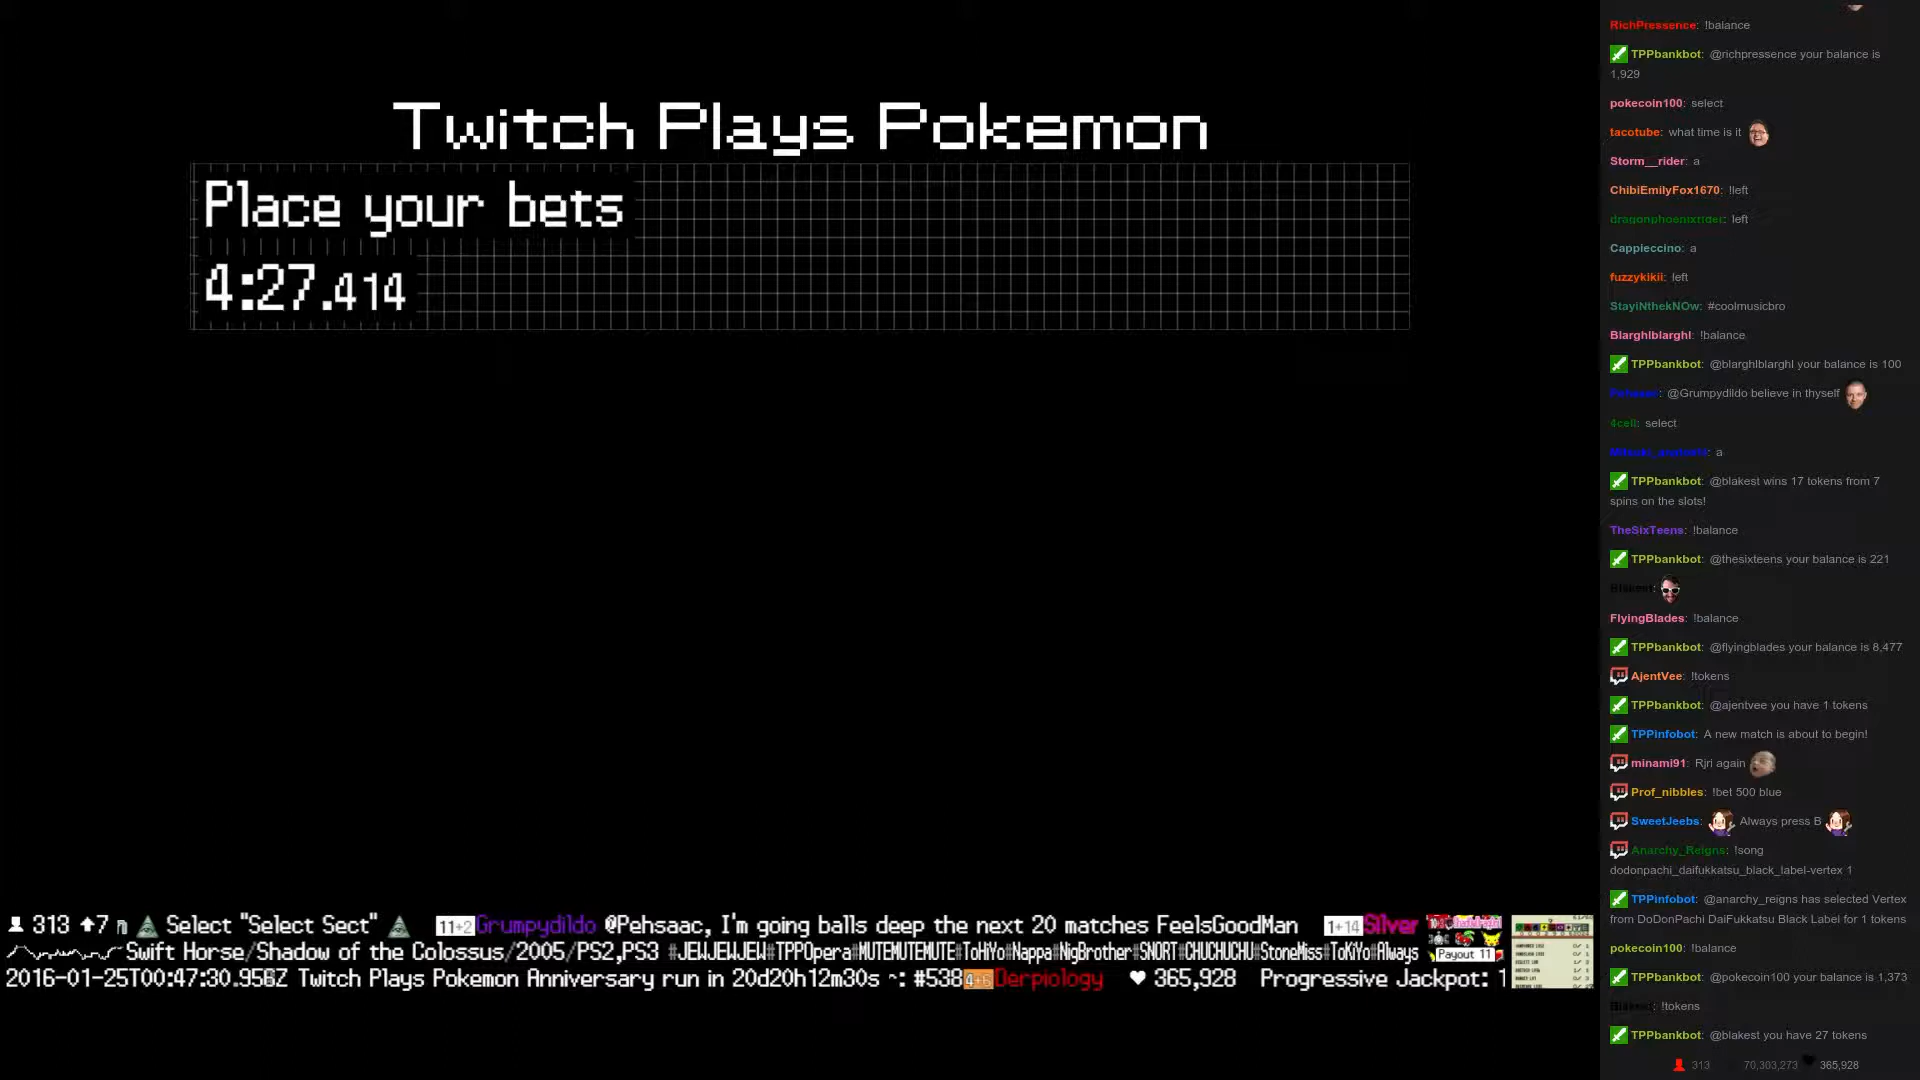 Twitch Plays Pokemon
Place your bets
4:27.414
313 7 Select "Select Sect" 11+2 Grumpydildo @Pehsaac, I'm going balls deep the next 20 matches FeelsGoodMan 1+14 Silver
Swift Horse/Shadow of the Colossus/2005/PS2,PS3 #JEWJEWJEW#TPPOpera#MUTEMUTEMUTE#ToHiYo#Nappa#NigBrother#SNORT#CHUCHUCHU#StoneMiss#ToKiYo#Always
Payout 11
2016-01-25T00:47:30.956Z Twitch Plays Pokemon Anniversary run in 20d20h12m30s ~: #538 4+6 Derpiology ♥ 365,928 Progressive Jackpot: 1
RichPressence: !balance
TPPbankbot: @richpressence your balance is
1,929
pokecoin100: select
tacotube: what time is it
Storm__rider: a
ChibiEmilyFox1670: !left
dragonphoenixrider: left
Cappleccino: a
fuzzykikii: left
StayiNthekNOw: #coolmusicbro
Blarghlblarghl: !balance
TPPbankbot: @blarghlblarghl your balance is 100
: @Grumpydildo believe in thyself
4cell: select
a
TPPbankbot: @blakest wins 17 tokens from 7
spins on the slots!
TheSixTeens: !balance
TPPbankbot: @thesixteens your balance is 221
Blakest:
FlyingBlades: !balance
TPPbankbot: @flyingblades your balance is 8,477
AjentVee: !tokens
TPPbankbot: @ajentvee you have 1 tokens
TPPinfobot: A new match is about to begin!
minami91: Rjri again
Prof_nibbles: !bet 500 blue
SweetJeebs: Always press B
Anarchy_Reigns: !song
dodonpachi_daifukkatsu_black_label-vertex 1
TPPinfobot: @anarchy_reigns has selected Vertex
from DoDonPachi DaiFukkatsu Black Label for 1 tokens
pokecoin100: !balance
TPPbankbot: @pokecoin100 your balance is 1,373
Blakest: !tokens
TPPbankbot: @blakest you have 27 tokens
313 70,303,273 365,928